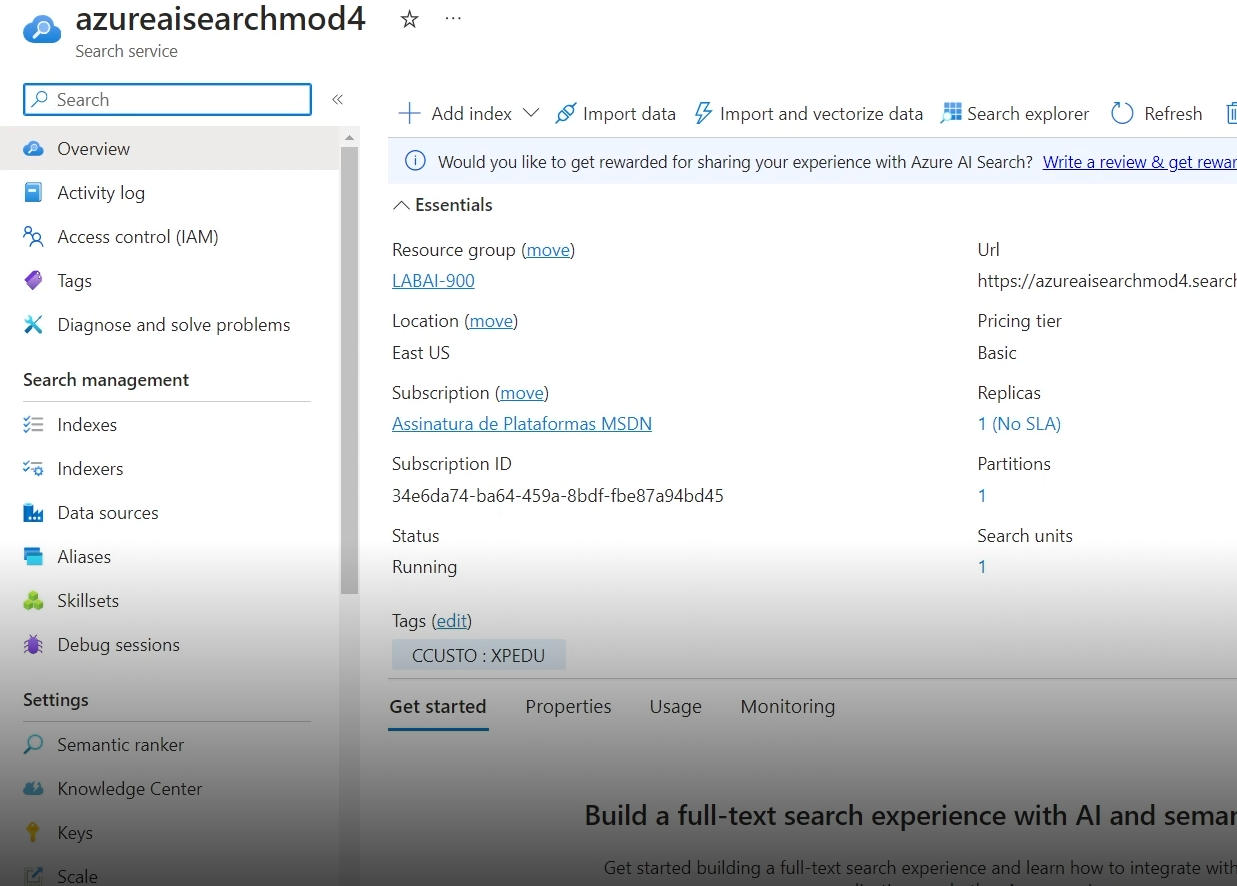 azureaisearchmod4
Search service
Search
Overview
Activity log
Access control (IAM)
Tags
Diagnose and solve problems
Search management
Indexes
Indexers
Data sources
Aliases
Skillsets
Debug sessions
Settings
Semantic ranker
Knowledge Center
Keys
Scale
Add index
Import data
Import and vectorize data
Search explorer
Refresh
Would you like to get rewarded for sharing your experience with Azure AI Search? Write a review & get rewar
Essentials
Resource group (move)
LABAI-900
Location (move)
East US
Subscription (move)
Assinatura de Plataformas MSDN
Subscription ID
34e6da74-ba64-459a-8bdf-fbe87a94bd45
Status
Running
Url
https://azureaisearchmod4.search
Pricing tier
Basic
Replicas
1 (No SLA)
Partitions
1
Search units
1
Tags (edit)
CCUSTO : XPEDU
Get started
Properties
Usage
Monitoring
Build a full-text search experience with AI and seman
Get started building a full-text search experience and learn how to integrate with